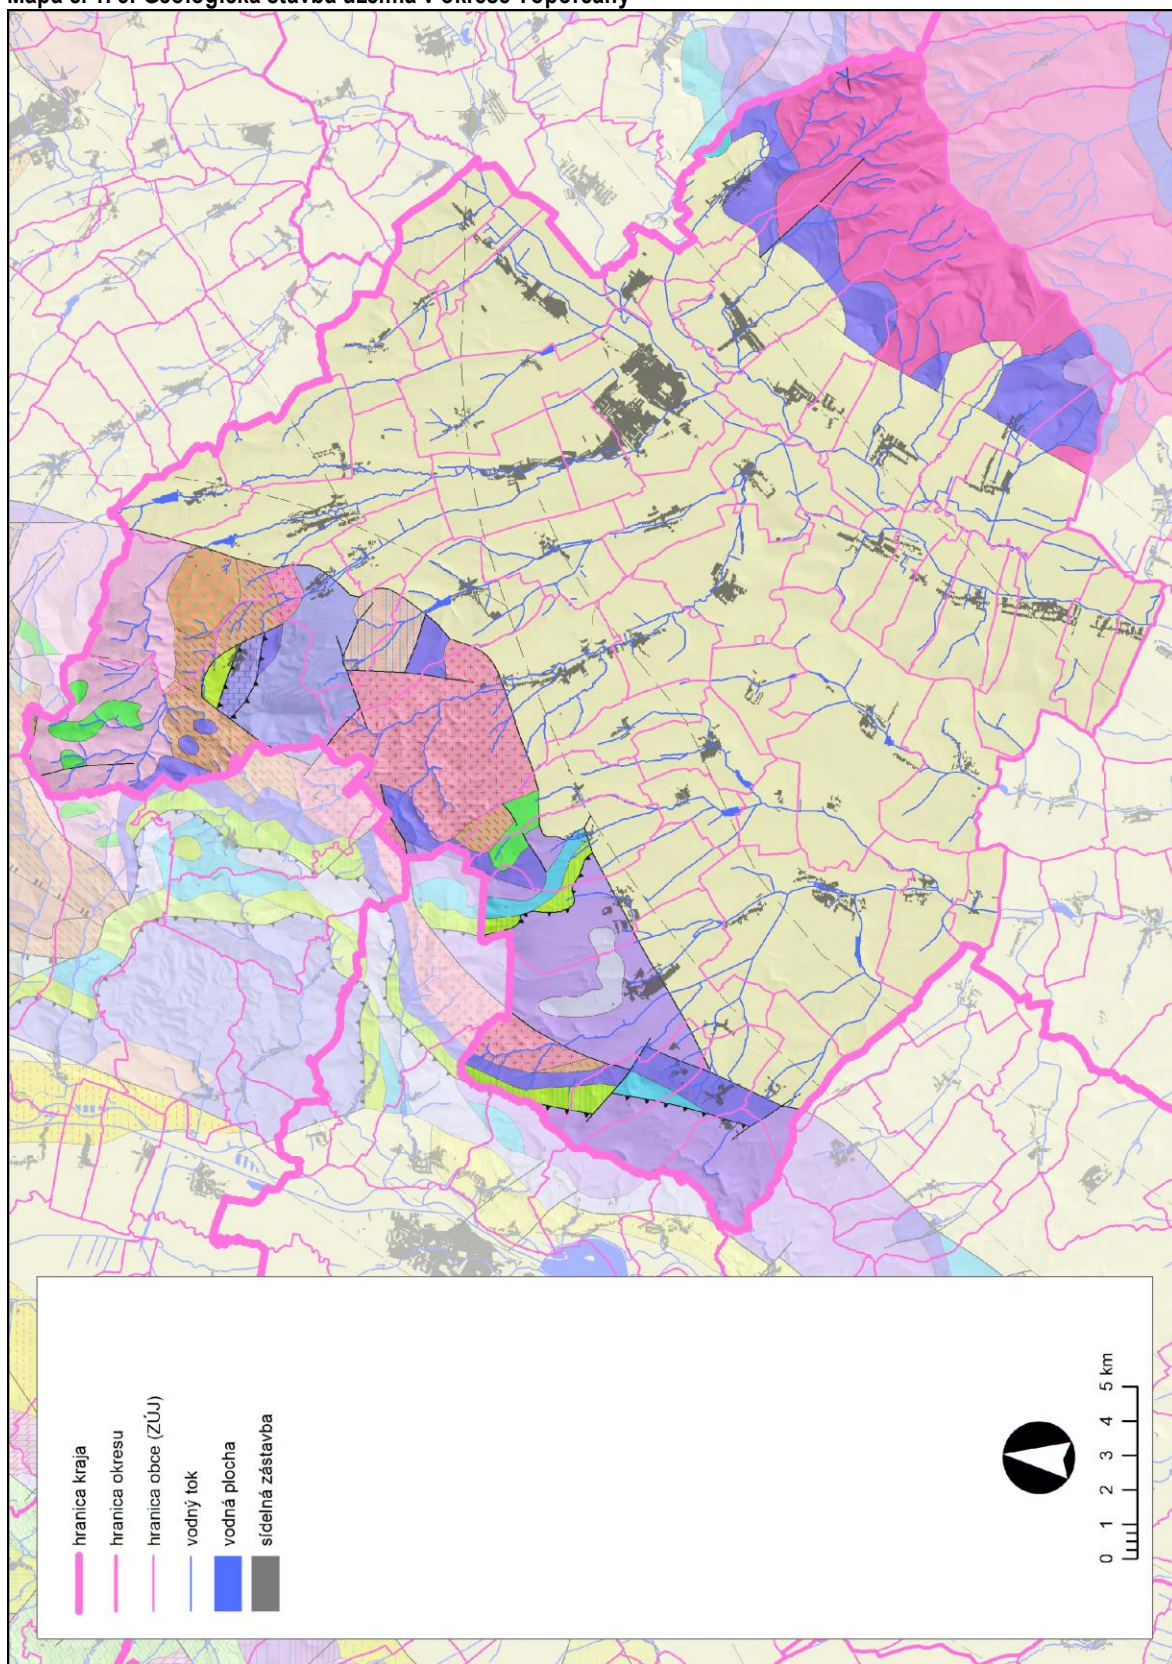 hranica kraja
hranica okresu
hranica obce (ZÚJ)
vodný tok
vodná plocha
sídelná zástavba
0 1 2 3 4 5 km